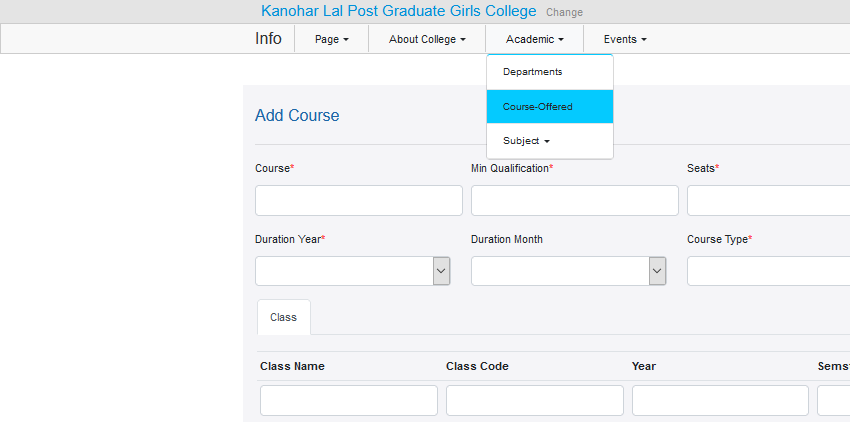 Kanohar Lal Post Graduate Girls College Change
Info Page About College Academic Events
Departments
Course-Offered
Subject
Add Course
Course* Min Qualification* Seats*
Duration Year* Duration Month Course Type*
Class
Class Name Class Code Year Sems